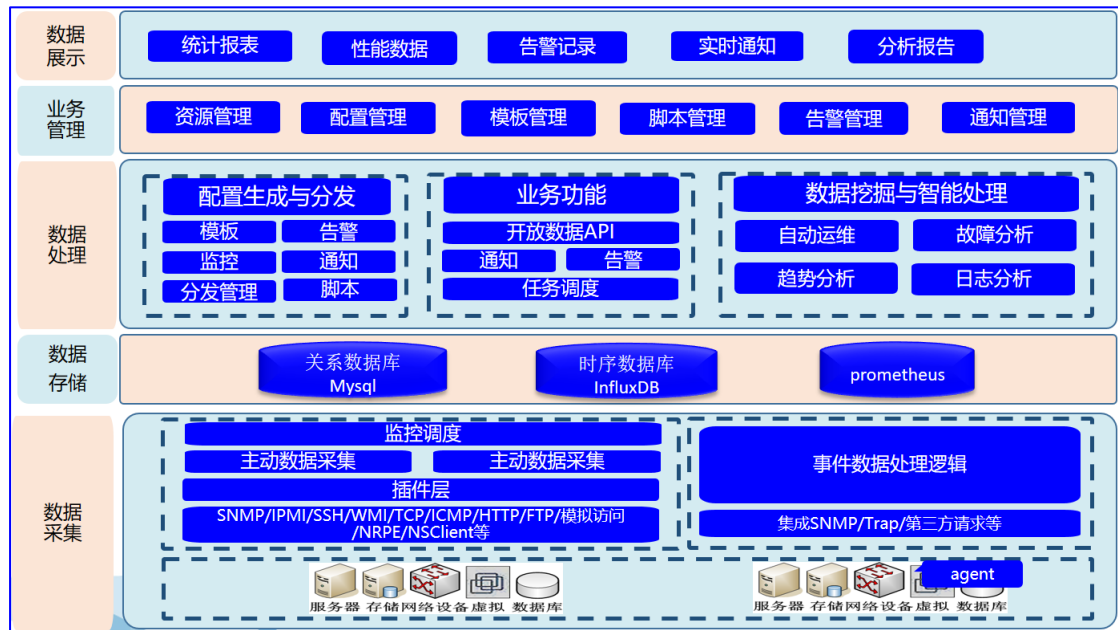 数据
展示
统计报表
性能数据
告警记录
实时通知
分析报告
业务
管理
资源管理
配置管理
模板管理
脚本管理
告警管理
通知管理
数据
处理
配置生成与分发
模板
告警
监控
通知
分发管理
脚本
业务功能
开放数据API
通知
告警
任务调度
数据挖掘与智能处理
自动运维
故障分析
趋势分析
日志分析
数据
存储
关系数据库
Mysql
时序数据库
InfluxDB
prometheus
数据
采集
监控调度
主动数据采集
主动数据采集
插件层
SNMP/IPMI/SSH/WMI/TCP/ICMP/HTTP/FTP/模拟访问
/NRPE/NSClient等
事件数据处理逻辑
集成SNMP/Trap/第三方请求等
agent
服务器 存储网络设备虚拟 数据库
服务器 存储网络设备虚拟 数据库